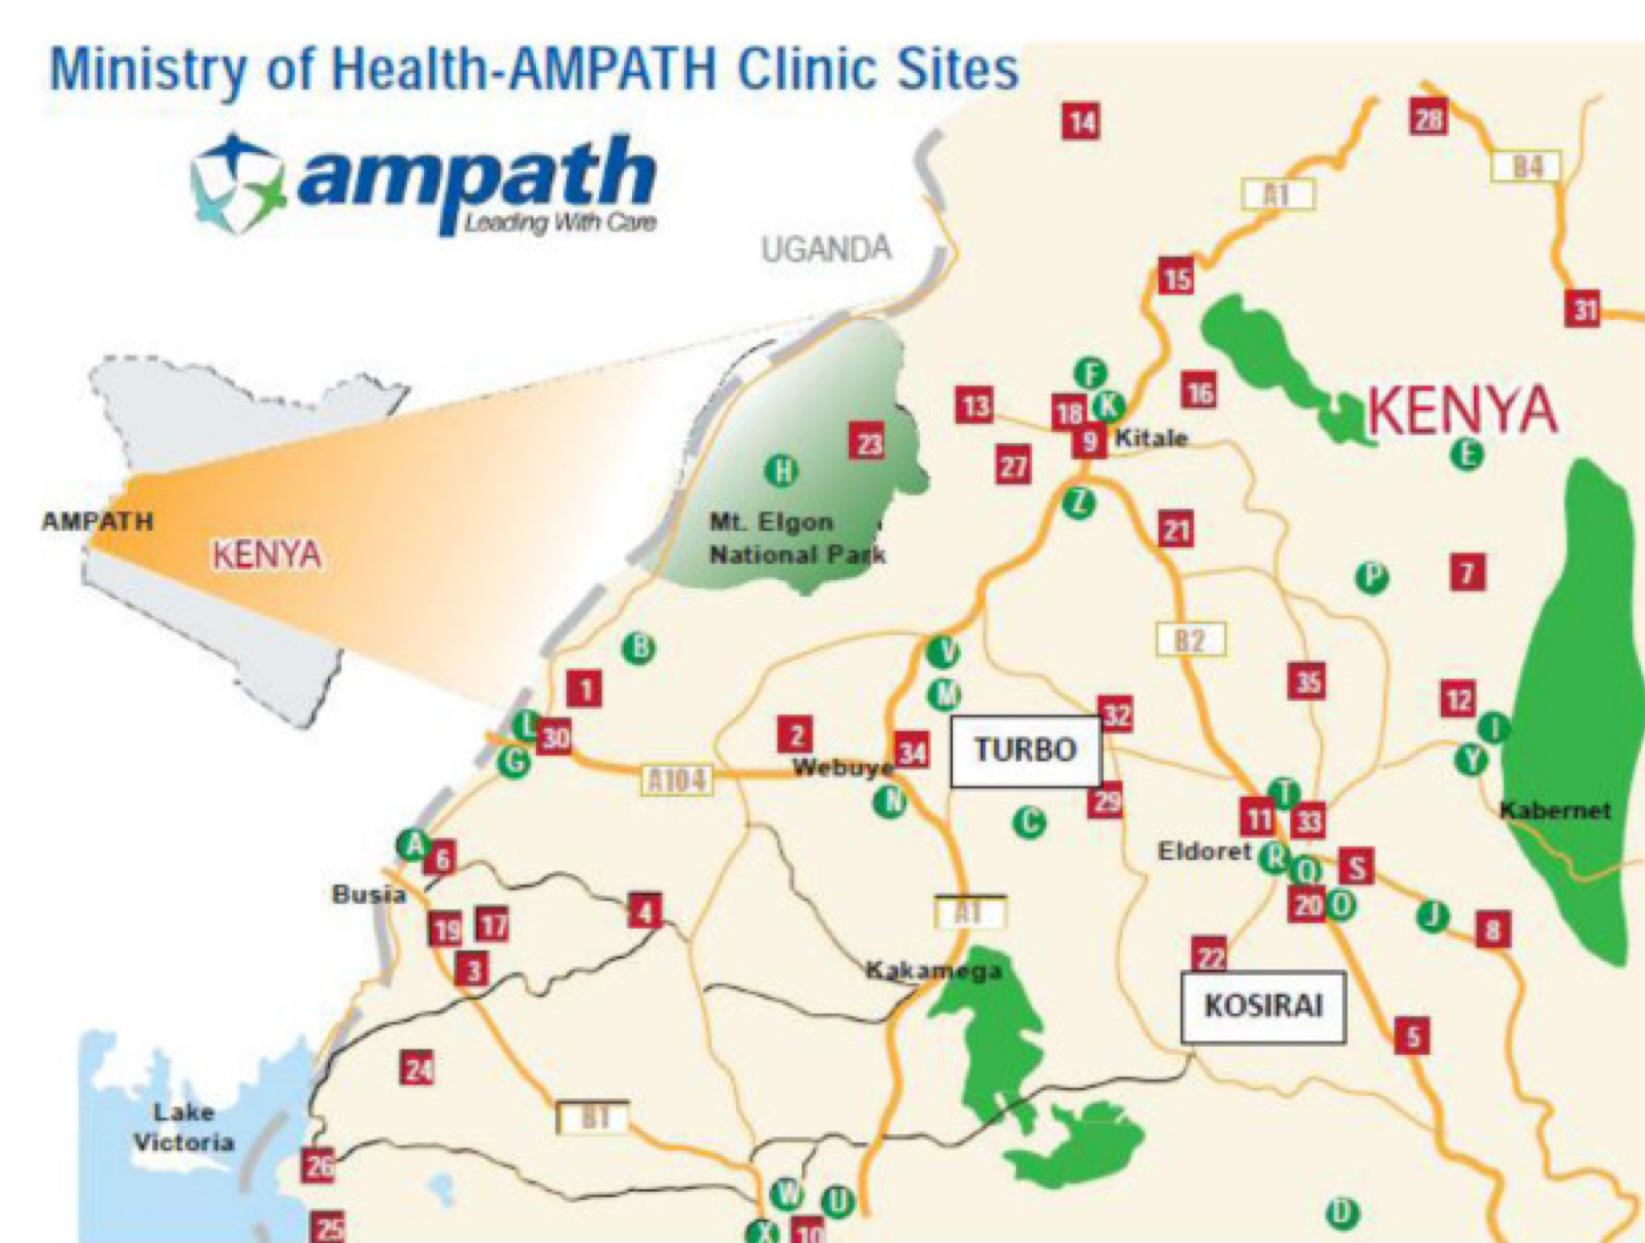 Ministry of Health-AMPATH Clinic Sites
ampath
Leading With Care
14
28
B4
A1
UGANDA
15
31
F
16
13
18
K
KENYA
9
Kitale
23
E
27
H
Z
AMPATH
Mt. Elgon
National Park
21
KENYA
P
7
B
V
B2
1
M
35
12
L
30
2
32
I
G
34
TURBO
Y
A104
Webuye
N
29
T
Kabernet
C
11
33
A
6
Eldoret
R
Q
S
Busia
4
A1
20
O
J
8
19
17
3
Kakamega
22
KOSIRAI
5
24
Lake
Victoria
B1
26
W
U
D
25
X
10